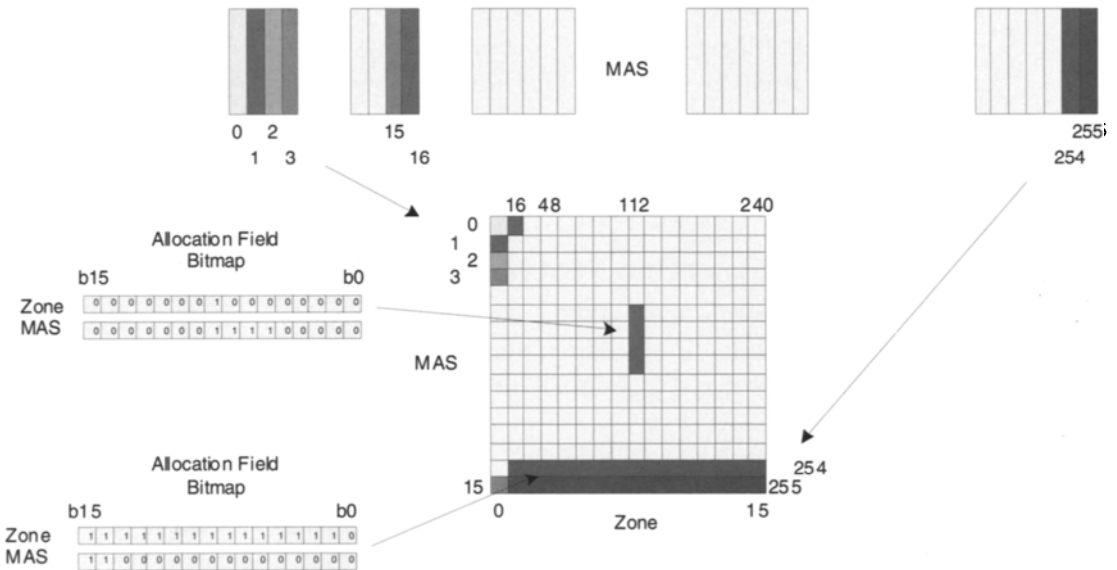 MAS
0 2 15 255
1 3 16 254
16 48 112 240
0
1
2
3
Allocation Field
Bitmap
b15 b0
Zone 0 0 0 0 0 0 0 1 0 0 0 0 0 0 0 0
MAS 0 0 0 0 0 0 0 1 1 1 1 0 0 0 0 0
MAS
Allocation Field
Bitmap
254
15 255
0 Zone 15
b15 b0
Zone 1 1 1 1 1 1 1 1 1 1 1 1 1 1 1 0
MAS 1 1 0 0 0 0 0 0 0 0 0 0 0 0 0 0